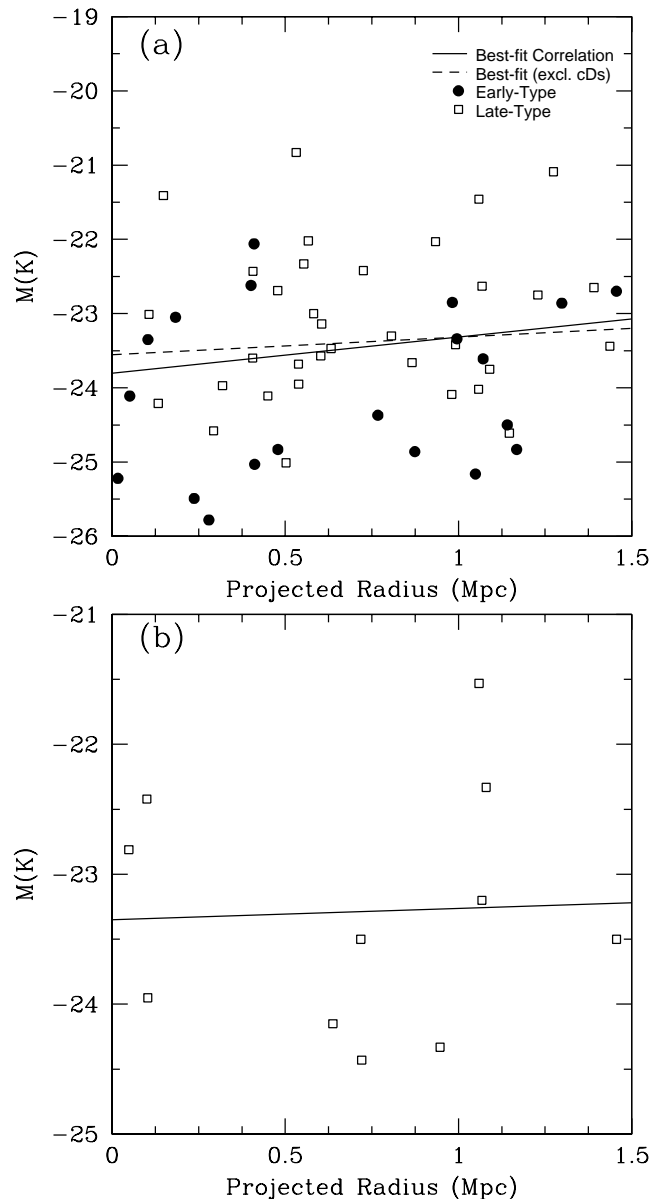 −19
(a)
Best-fit Correlation
Best-fit (excl. cDs)
Early-Type
Late-Type
−20
−21
−22
M(K)
−23
−24
−25
−26
0
0.5
1
1.5
Projected Radius (Mpc)
−21
(b)
−22
M(K)
−23
−24
−25
0
0.5
1
1.5
Projected Radius (Mpc)